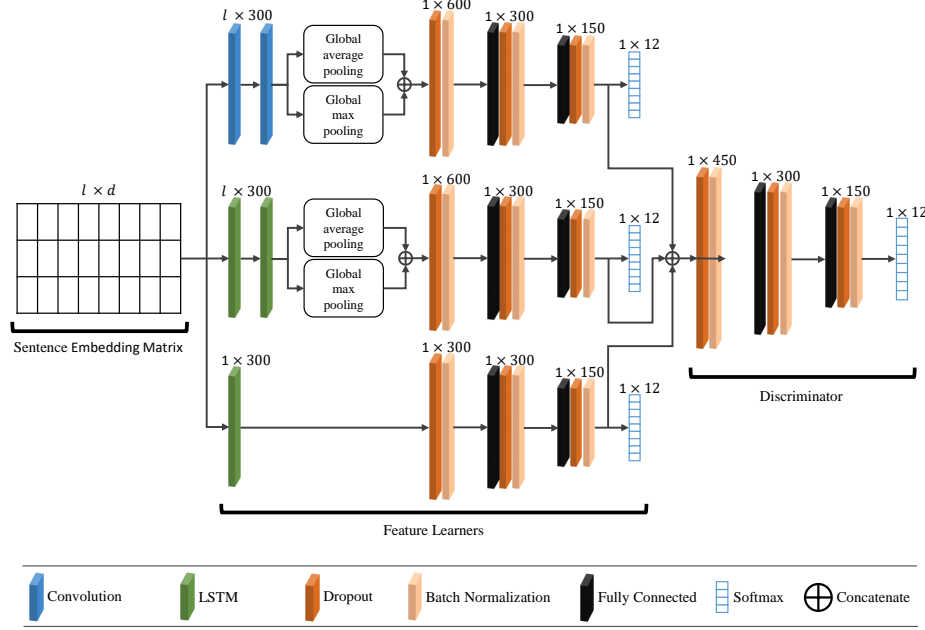 l × 300
Global
average
pooling
Global
max
pooling
1 × 600
1 × 300
1 × 150
1 × 12
l × d
Sentence Embedding Matrix
l × 300
Global
average
pooling
Global
max
pooling
1 × 600
1 × 300
1 × 150
1 × 12
1 × 450
1 × 300
1 × 150
1 × 12
Discriminator
1 × 300
1 × 300
1 × 300
1 × 150
1 × 12
Feature Learners
Convolution
LSTM
Dropout
Batch Normalization
Fully Connected
Softmax
Concatenate